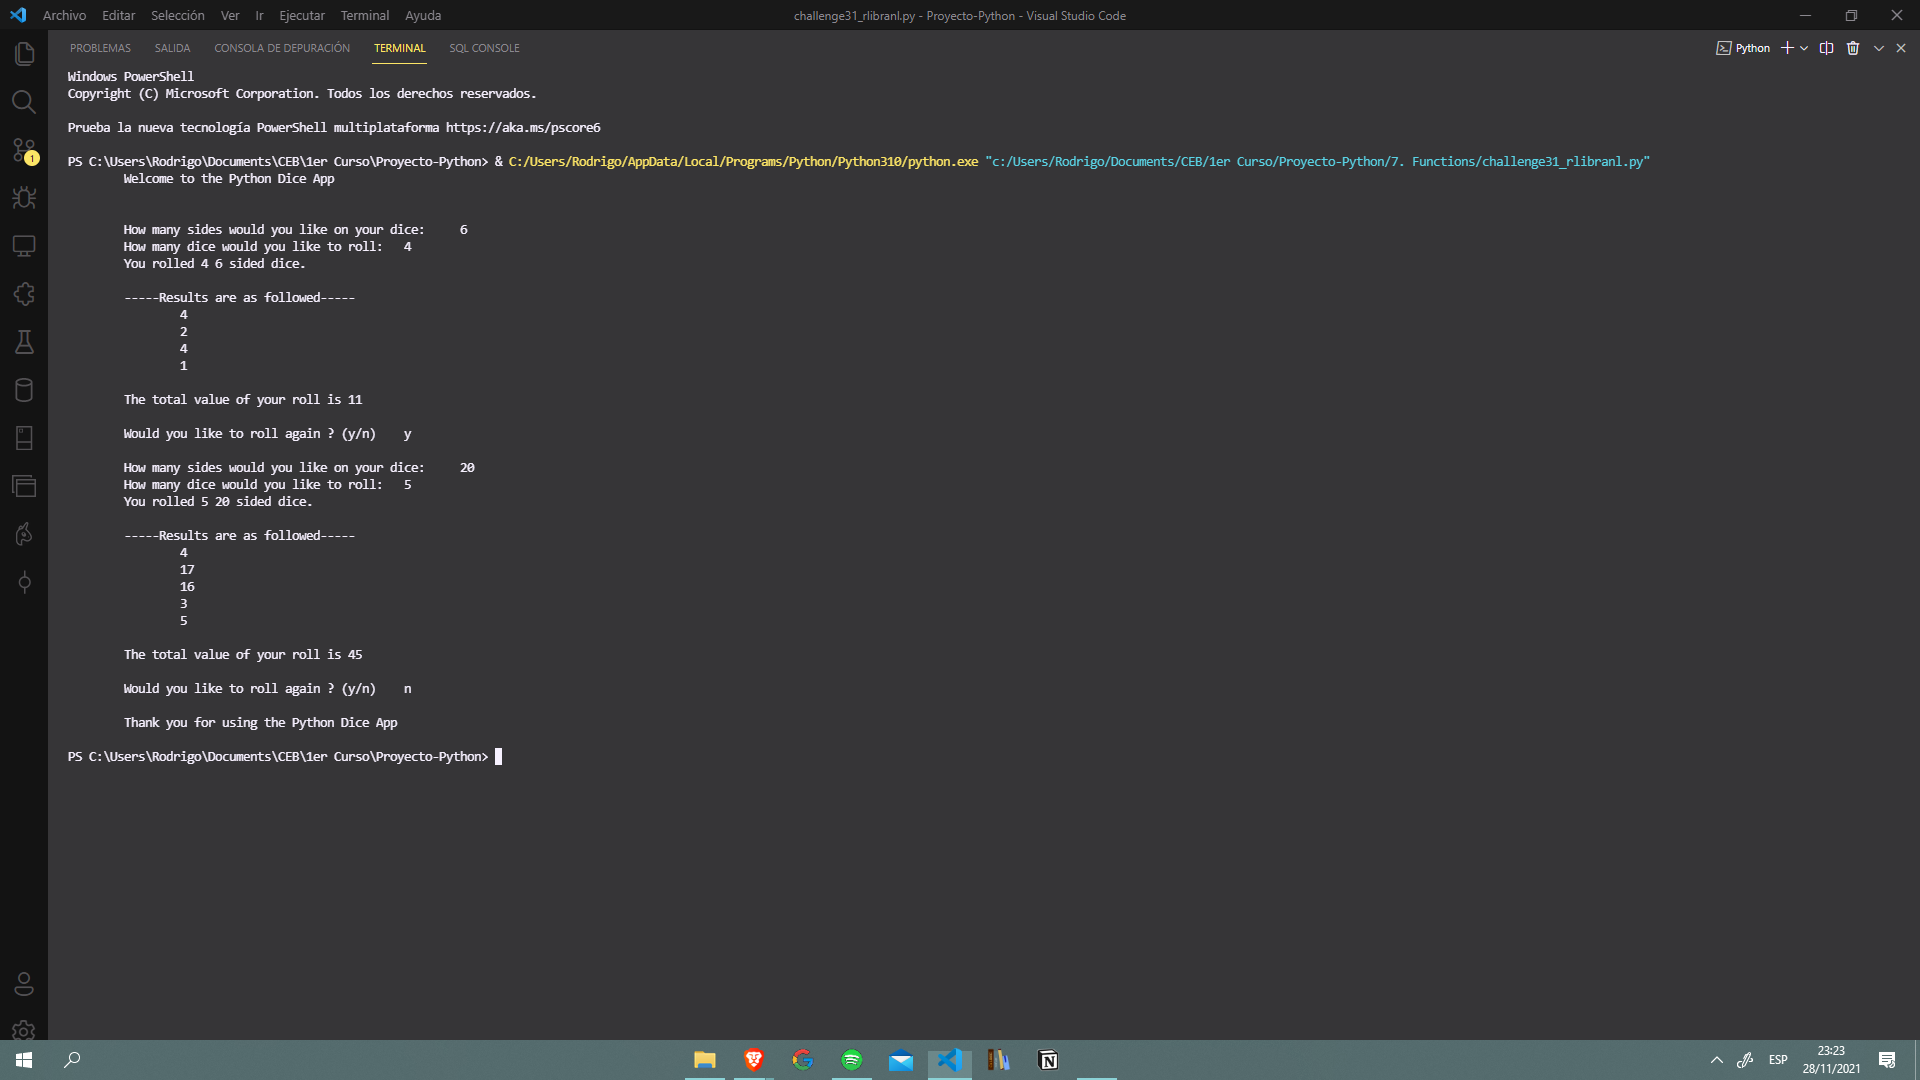 Archivo Editar Selección Ver Ir Ejecutar Terminal Ayuda
challenge31_rlibranl.py - Proyecto-Python - Visual Studio Code
PROBLEMAS SALIDA CONSOLA DE DEPURACIÓN TERMINAL SQL CONSOLE
Python
Windows PowerShell
Copyright (C) Microsoft Corporation. Todos los derechos reservados.
Prueba la nueva tecnología PowerShell multiplataforma https://aka.ms/pscore6
PS C:\Users\Rodrigo\Documents\CEB\1er Curso\Proyecto-Python> & C:/Users/Rodrigo/AppData/Local/Programs/Python/Python310/python.exe "c:/Users/Rodrigo/Documents/CEB/1er Curso/Proyecto-Python/7. Functions/challenge31_rlibranl.py"
Welcome to the Python Dice App
How many sides would you like on your dice: 6
How many dice would you like to roll: 4
You rolled 4 6 sided dice.
-----Results are as followed-----
4
2
4
1
The total value of your roll is 11
Would you like to roll again ? (y/n) y
How many sides would you like on your dice: 20
How many dice would you like to roll: 5
You rolled 5 20 sided dice.
-----Results are as followed-----
4
17
16
3
5
The total value of your roll is 45
Would you like to roll again ? (y/n) n
Thank you for using the Python Dice App
PS C:\Users\Rodrigo\Documents\CEB\1er Curso\Proyecto-Python>
1
ESP
23:23
28/11/2021